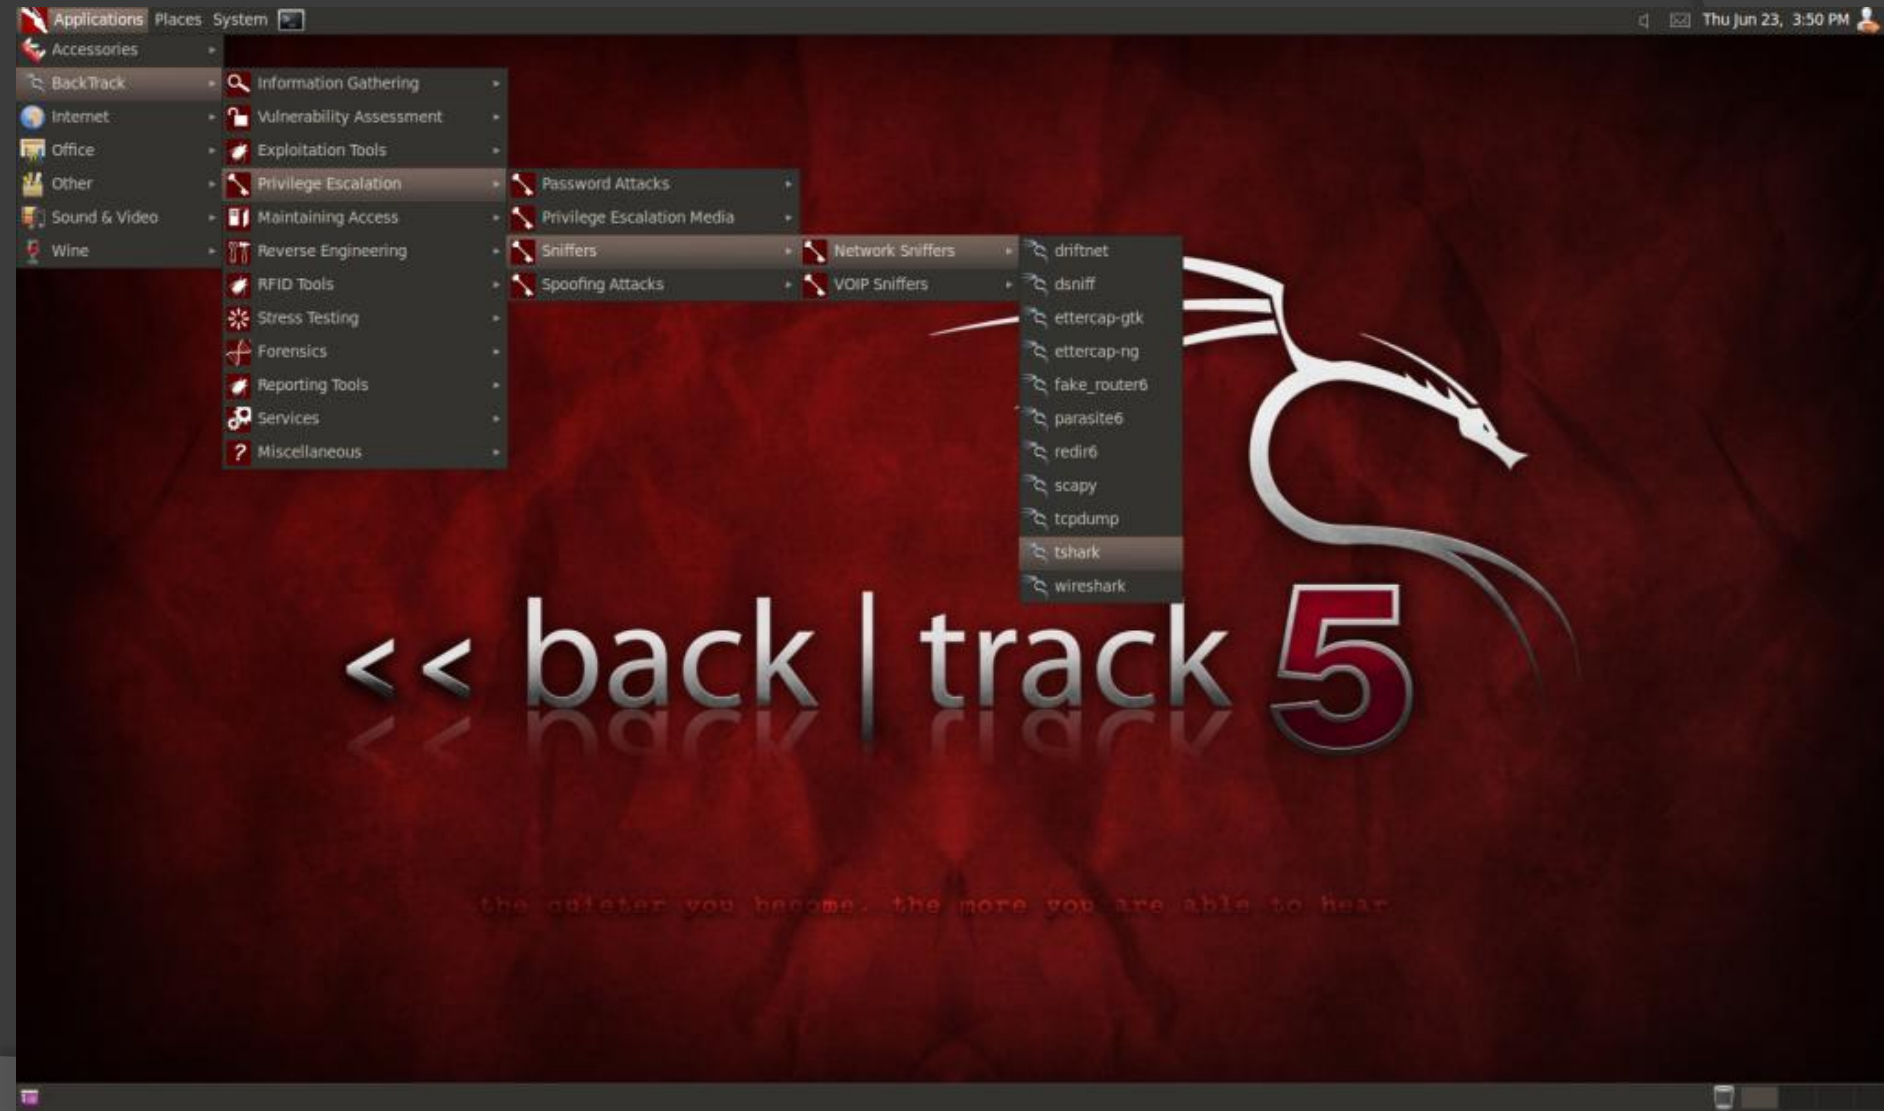 Applications Places System
Thu Jun 23, 3:50 PM
Accessories
BackTrack
Internet
Office
Other
Sound & Video
Wine
Information Gathering
Vulnerability Assessment
Exploitation Tools
Privilege Escalation
Maintaining Access
Reverse Engineering
RFID Tools
Stress Testing
Forensics
Reporting Tools
Services
Miscellaneous
Password Attacks
Privilege Escalation Media
Sniffers
Spoofing Attacks
Network Sniffers
VOIP Sniffers
driftnet
dsniff
ettercap-gtk
ettercap-ng
fake_router6
parasite6
redir6
scapy
tcpdump
tshark
wireshark
<< back | track 5
the quieter you become, the more you are able to hear